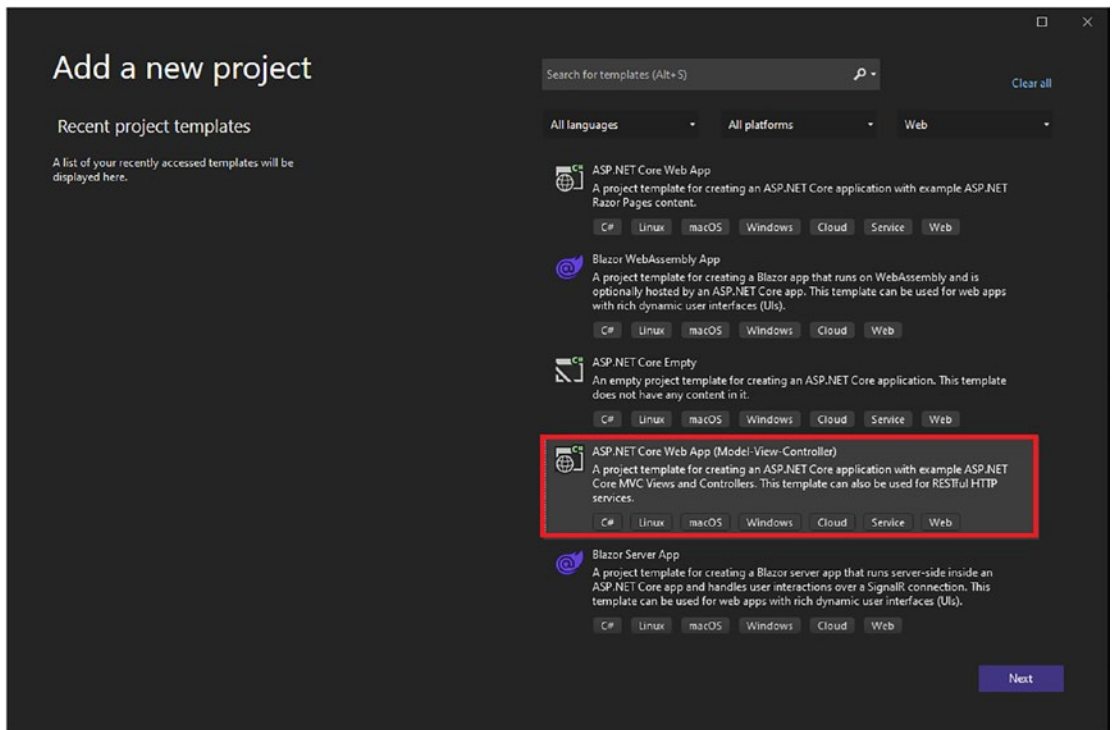 Add a new project
Recent project templates
A list of your recently accessed templates will be
displayed here.
Search for templates (Alt+S)
Clear all
All languages
All platforms
Web
ASP.NET Core Web App
A project template for creating an ASP.NET Core application with example ASP.NET
Razor Pages content.
C# Linux macOS Windows Cloud Service Web
Blazor WebAssembly App
A project template for creating a Blazor app that runs on WebAssembly and is
optionally hosted by an ASP.NET Core app. This template can be used for web apps
with rich dynamic user interfaces (UIs).
C# Linux macOS Windows Cloud Web
ASP.NET Core Empty
An empty project template for creating an ASP.NET Core application. This template
does not have any content in it.
C# Linux macOS Windows Cloud Service Web
ASP.NET Core Web App (Model-View-Controller)
A project template for creating an ASP.NET Core application with example ASP.NET
Core MVC Views and Controllers. This template can also be used for RESTful HTTP
services.
C# Linux macOS Windows Cloud Service Web
Blazor Server App
A project template for creating a Blazor server app that runs server-side inside an
ASP.NET Core app and handles user interactions over a SignalR connection. This
template can be used for web apps with rich dynamic user interfaces (UIs).
C# Linux macOS Windows Cloud Web
Next